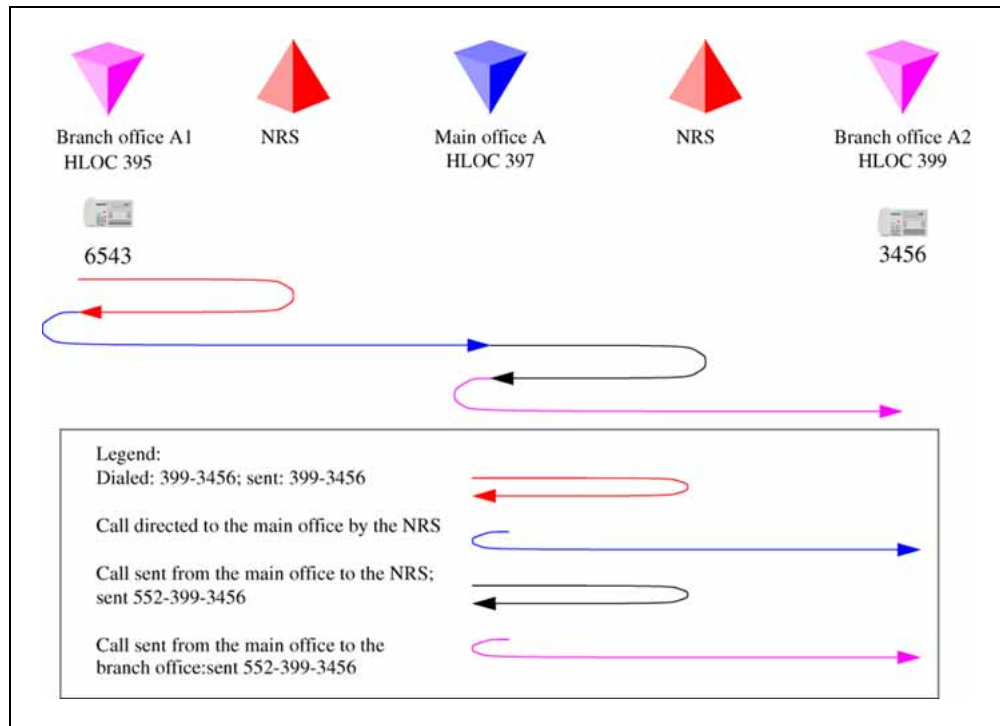 Branch office A1
HLOC 395
NRS
Main office A
HLOC 397
NRS
Branch office A2
HLOC 399
6543
3456
Legend:
Dialed: 399-3456; sent: 399-3456
Call directed to the main office by the NRS
Call sent from the main office to the NRS;
sent 552-399-3456
Call sent from the main office to the
branch office:sent 552-399-3456